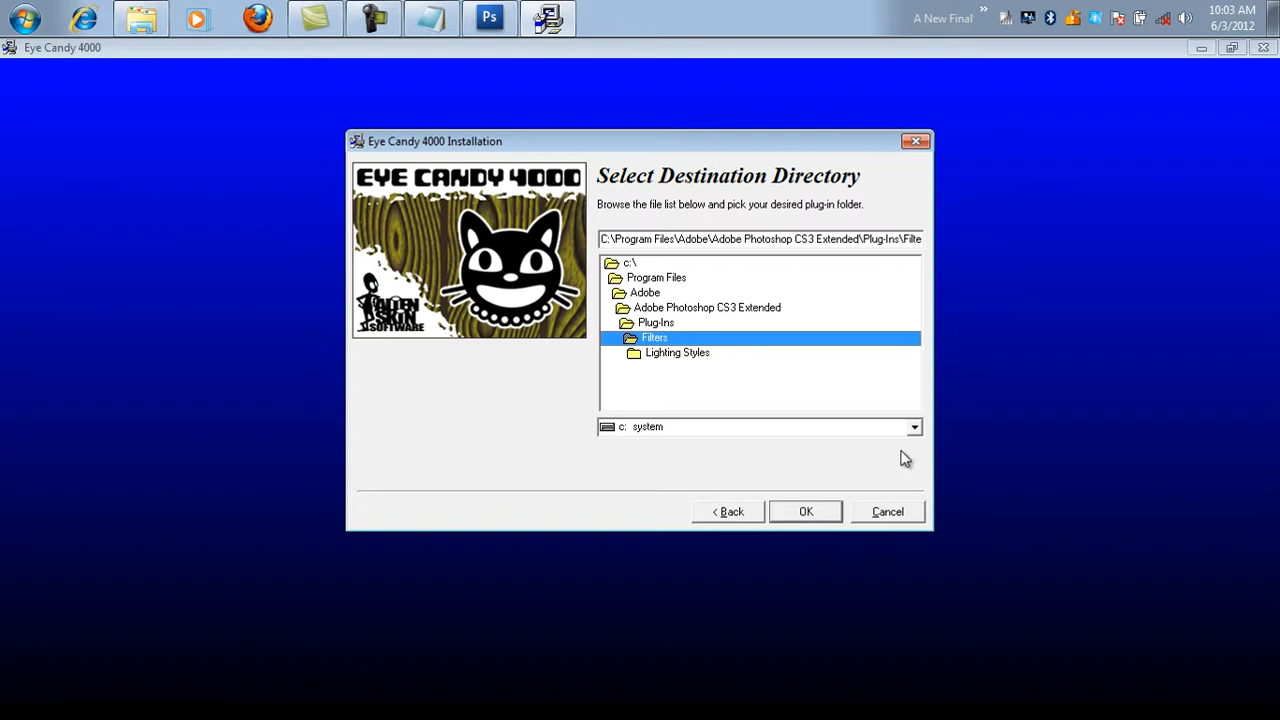 Ps
A New Final
»
10:03 AM
6/3/2012
Eye Candy 4000
Eye Candy 4000 Installation
EYE CANDY 4000
ALIEN
SKIN
SOFTWARE
Select Destination Directory
Browse the file list below and pick your desired plug-in folder.
C:\Program Files\Adobe\Adobe Photoshop CS3 Extended\Plug-Ins\Filte
c:\
Program Files
Adobe
Adobe Photoshop CS3 Extended
Plug-Ins
Filters
Lighting Styles
c: system
< Back
OK
Cancel